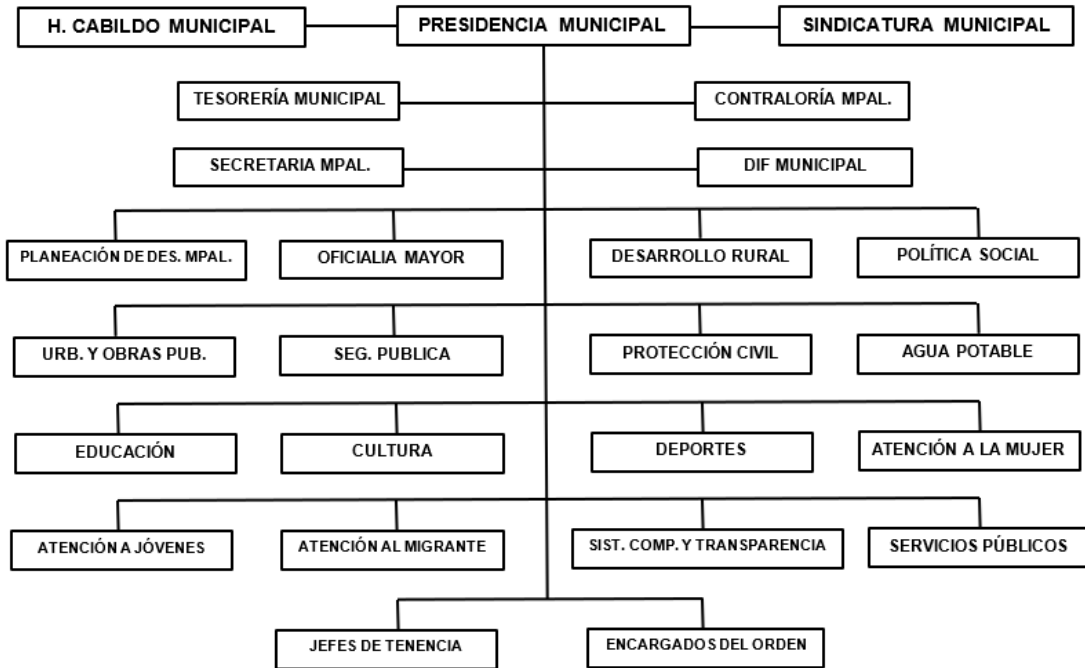 H. CABILDO MUNICIPAL
PRESIDENCIA MUNICIPAL
SINDICATURA MUNICIPAL
TESORERÍA MUNICIPAL
CONTRALORÍA MPAL.
SECRETARIA MPAL.
DIF MUNICIPAL
PLANEACIÓN DE DES. MPAL.
OFICIALIA MAYOR
DESARROLLO RURAL
POLÍTICA SOCIAL
URB. Y OBRAS PUB.
SEG. PUBLICA
PROTECCIÓN CIVIL
AGUA POTABLE
EDUCACIÓN
CULTURA
DEPORTES
ATENCIÓN A LA MUJER
ATENCIÓN A JÓVENES
ATENCIÓN AL MIGRANTE
SIST. COMP. Y TRANSPARENCIA
SERVICIOS PÚBLICOS
JEFES DE TENENCIA
ENCARGADOS DEL ORDEN